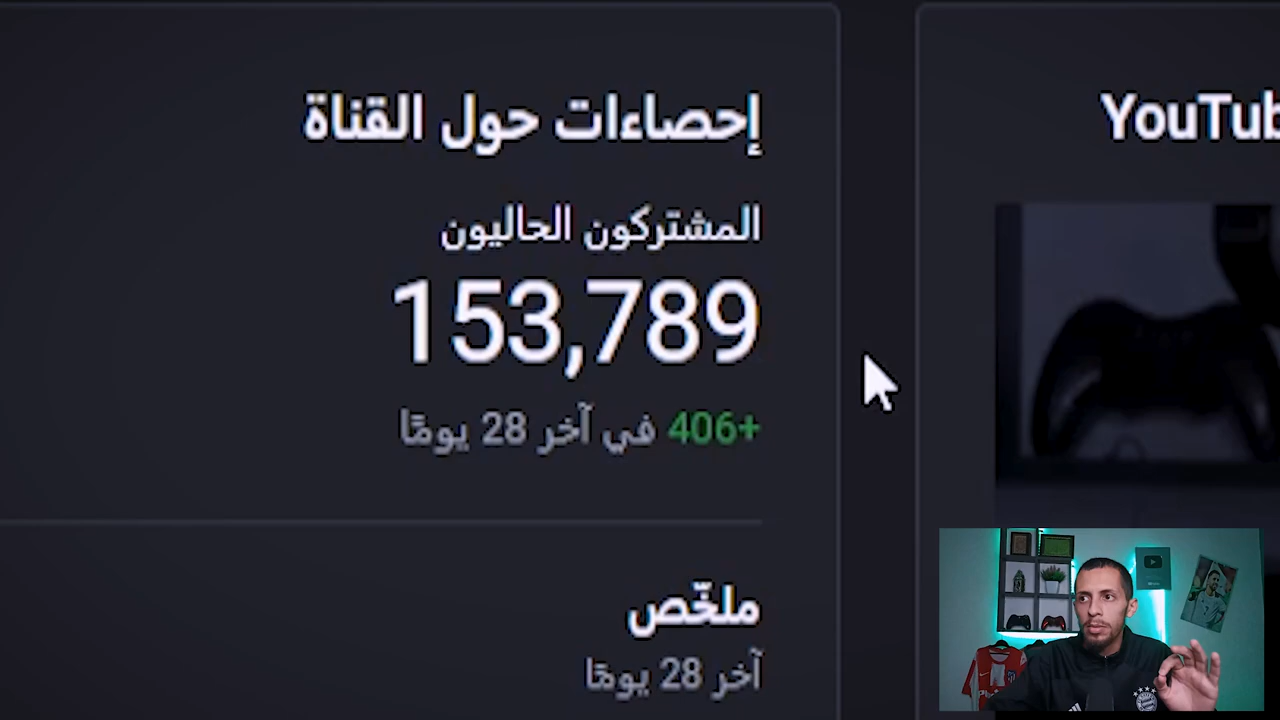 إحصاءات حول القناة
المشتركون الحاليون
153,789
+406 في آخر 28 يومًا
ملخّص
آخر 28 يومًا
YouTub